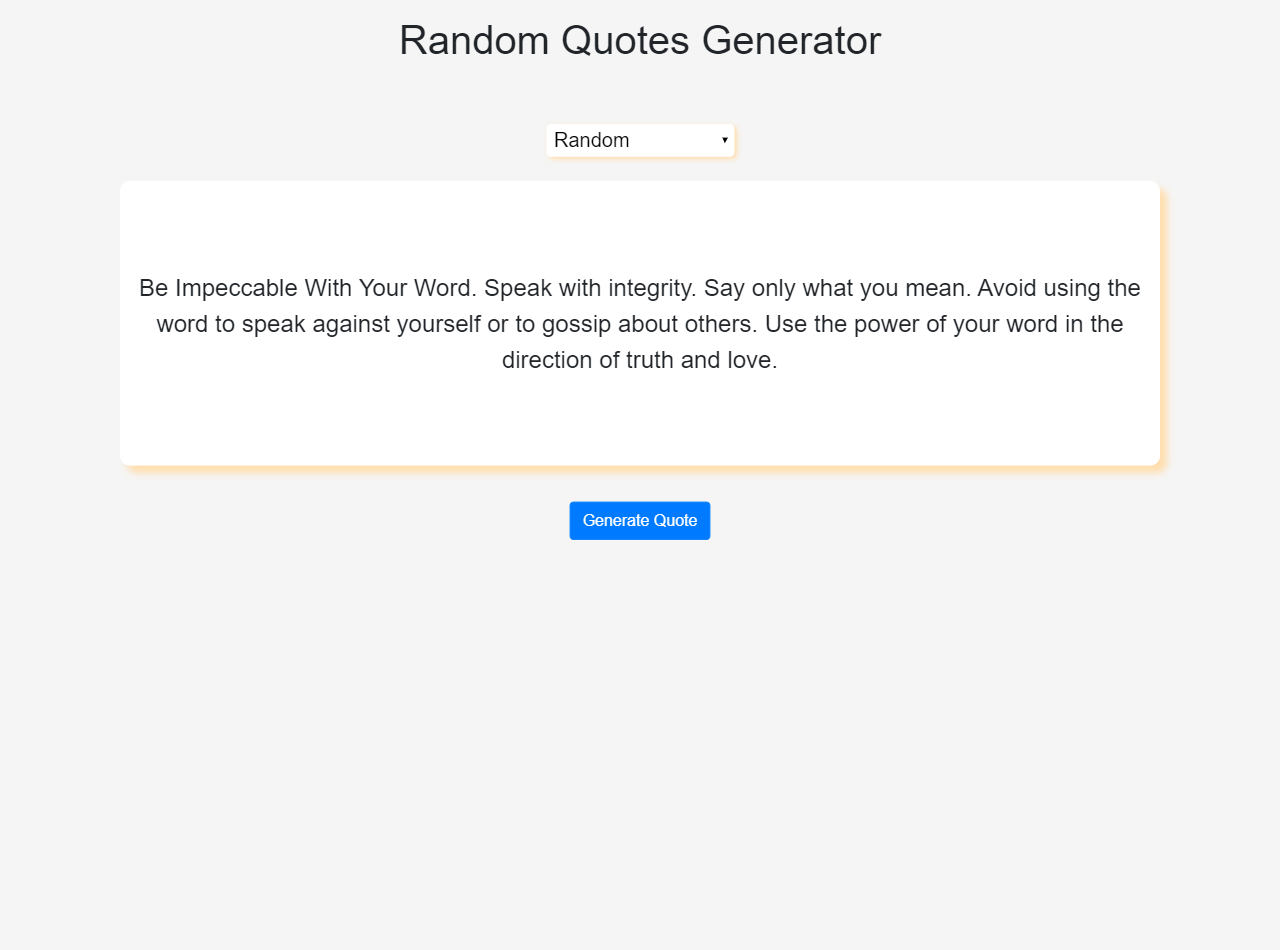 Random Quotes Generator
Random
Be Impeccable With Your Word. Speak with integrity. Say only what you mean. Avoid using the
word to speak against yourself or to gossip about others. Use the power of your word in the
direction of truth and love.
Generate Quote